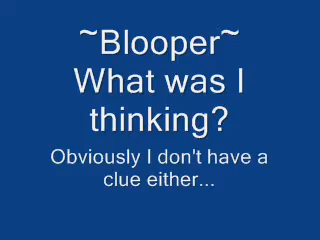 ~Blooper~
What was I
thinking?
Obviously I don't have a
clue either...